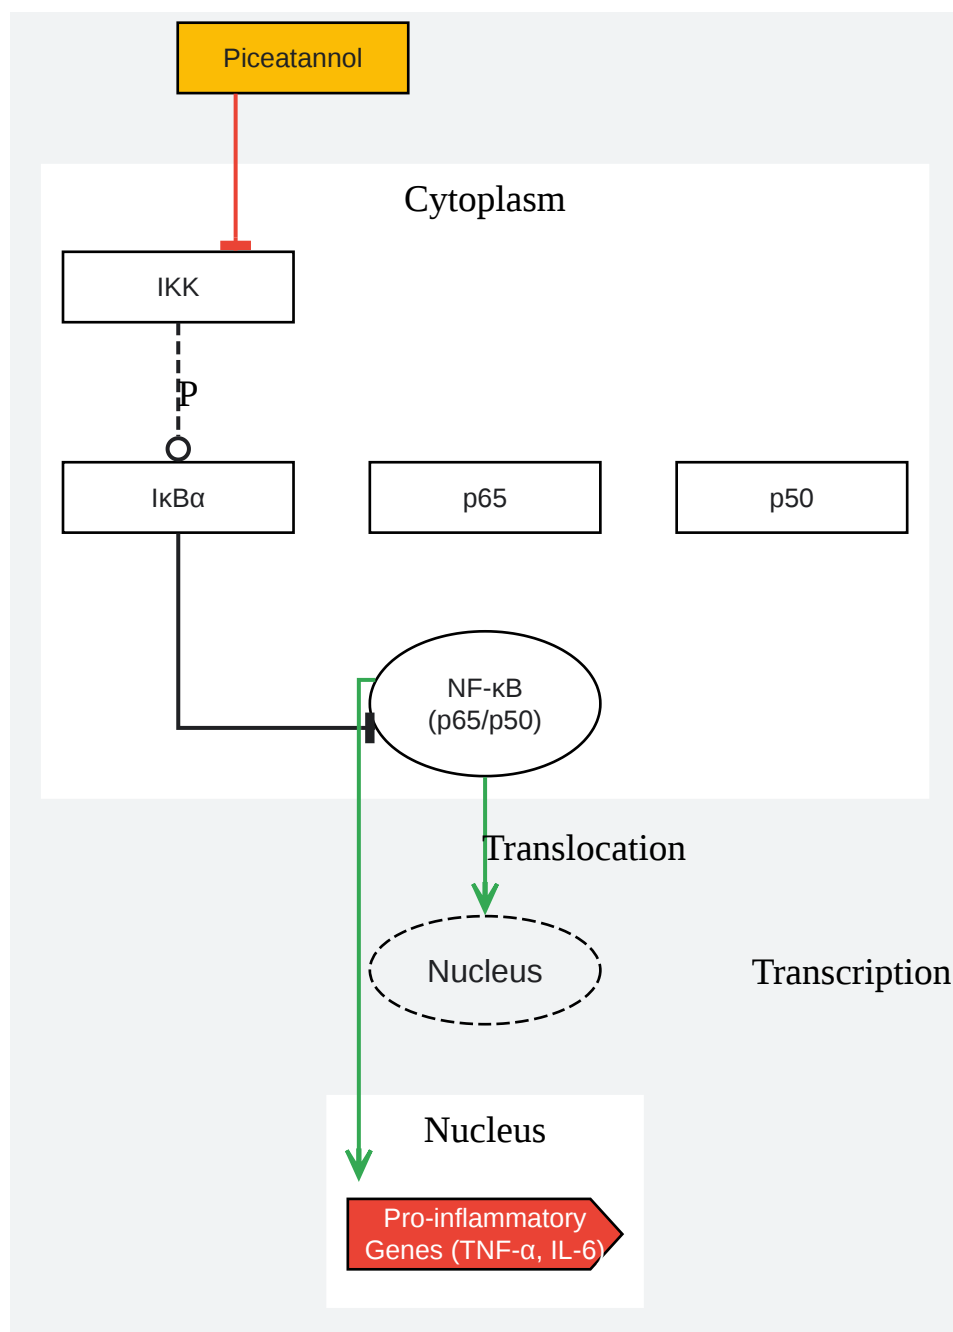 Piceatannol
Cytoplasm
IKK
P
IκBα
p65
p50
NF-κB
(p65/p50)
Translocation
Nucleus
Transcription
Nucleus
Pro-inflammatory
Genes (TNF-α, IL-6)